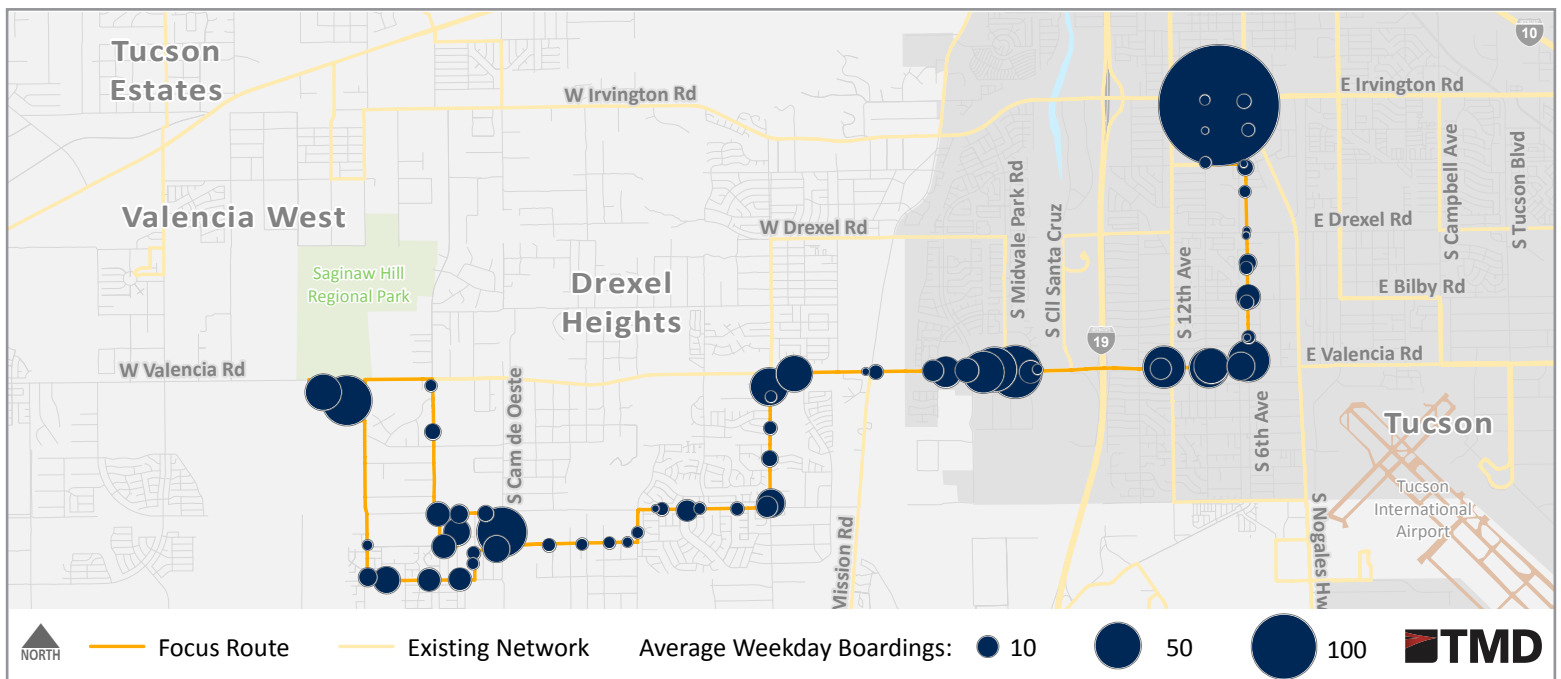 Tucson
Estates
W Irvington Rd
E Irvington Rd
10
Valencia West
Saginaw Hill
Regional Park
Drexel
Heights
W Drexel Rd
E Drexel Rd
S Midvale Park Rd
S Cll Santa Cruz
S 12th Ave
S Campbell Ave
S Tucson Blvd
E Bilby Rd
19
W Valencia Rd
E Valencia Rd
S Cam de Oeste
S 6th Ave
Tucson
Tucson
International
Airport
Mission Rd
S Nogales Hw
NORTH
Focus Route
Existing Network
Average Weekday Boardings:
10
50
100
TMD